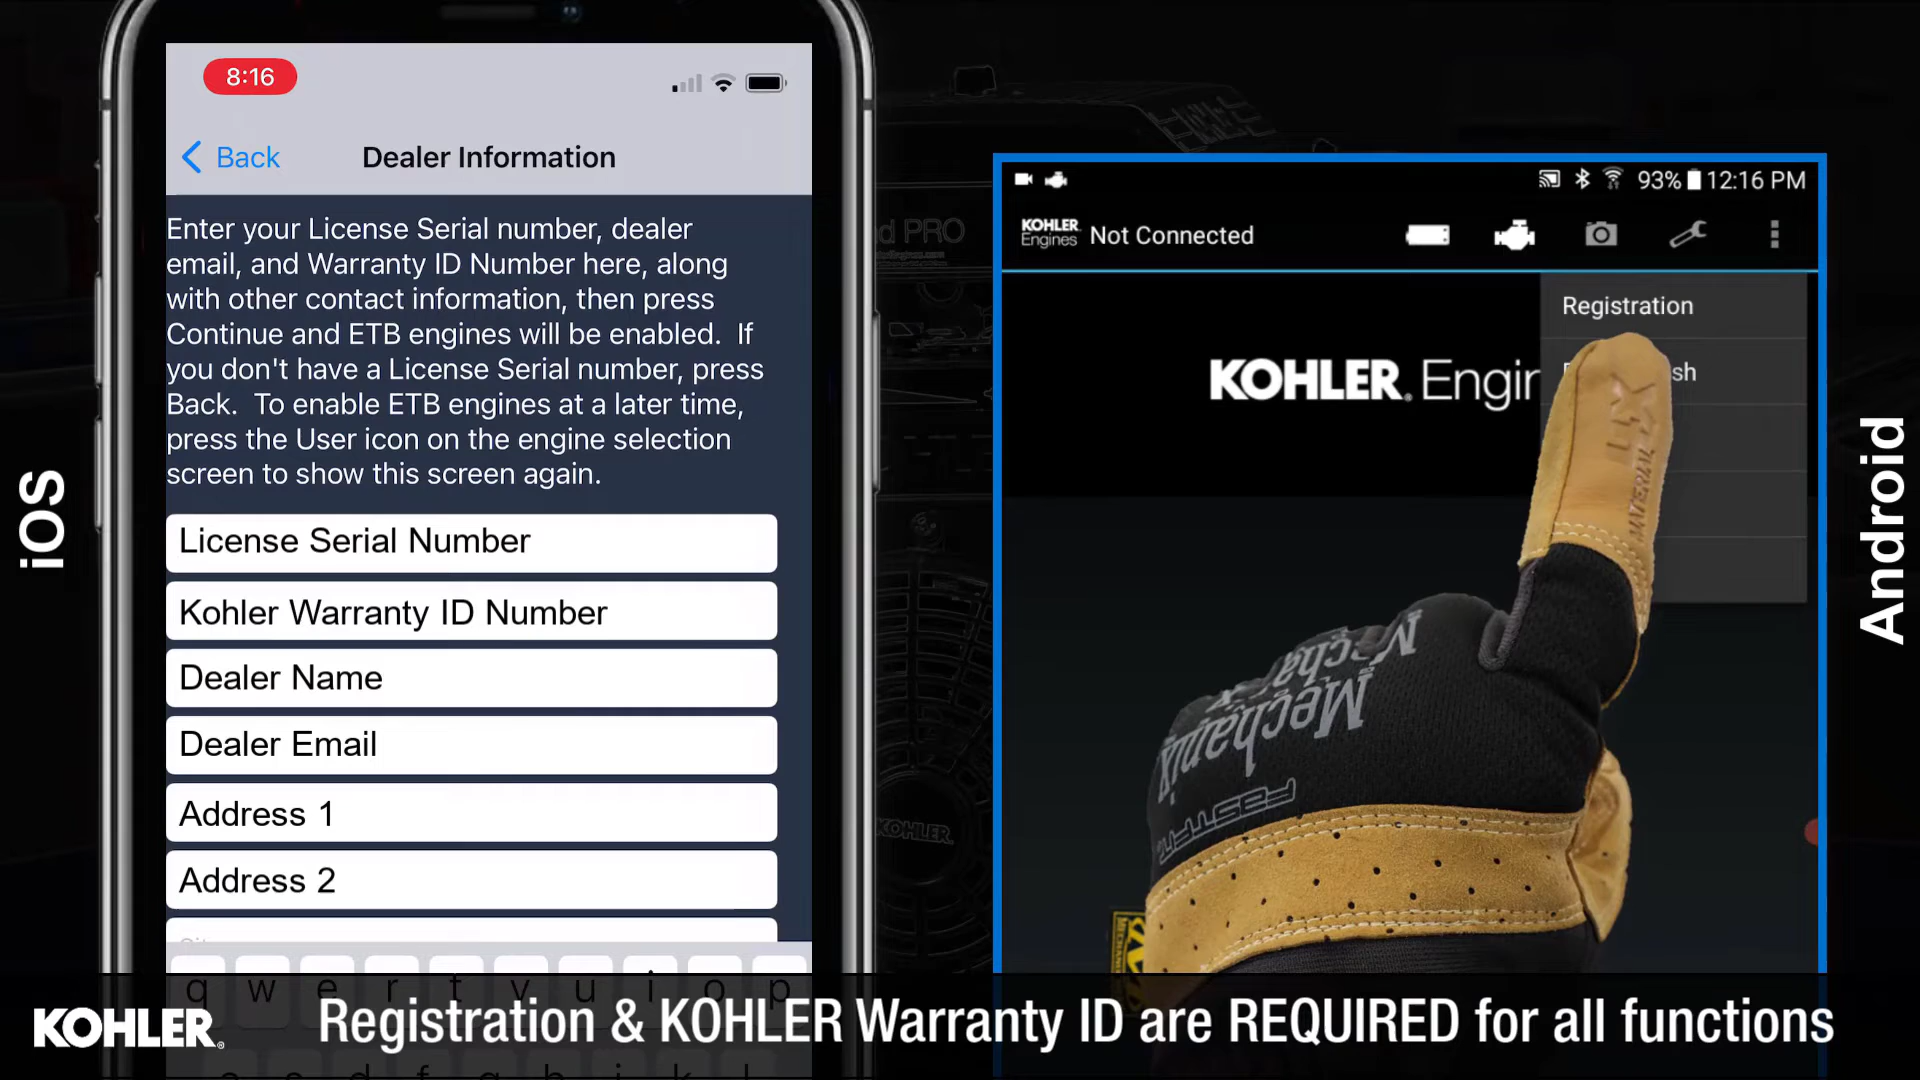 8:16
Back
Dealer Information
Enter your License Serial number, dealer
email, and Warranty ID Number here, along
with other contact information, then press
Continue and ETB engines will be enabled. If
you don't have a License Serial number, press
Back. To enable ETB engines at a later time,
press the User icon on the engine selection
screen to show this screen again.
License Serial Number
Kohler Warranty ID Number
Dealer Name
Dealer Email
Address 1
Address 2
q w e r t y u i o p
a s d f g h j k l
iOS
93% 12:16 PM
KOHLER
Engines
Not Connected
Registration
KOHLER. Engin
Mechanix
FASTFIT
MATERIAL
KOHLER
PRO
Android
KOHLER.
Registration & KOHLER Warranty ID are REQUIRED for all functions